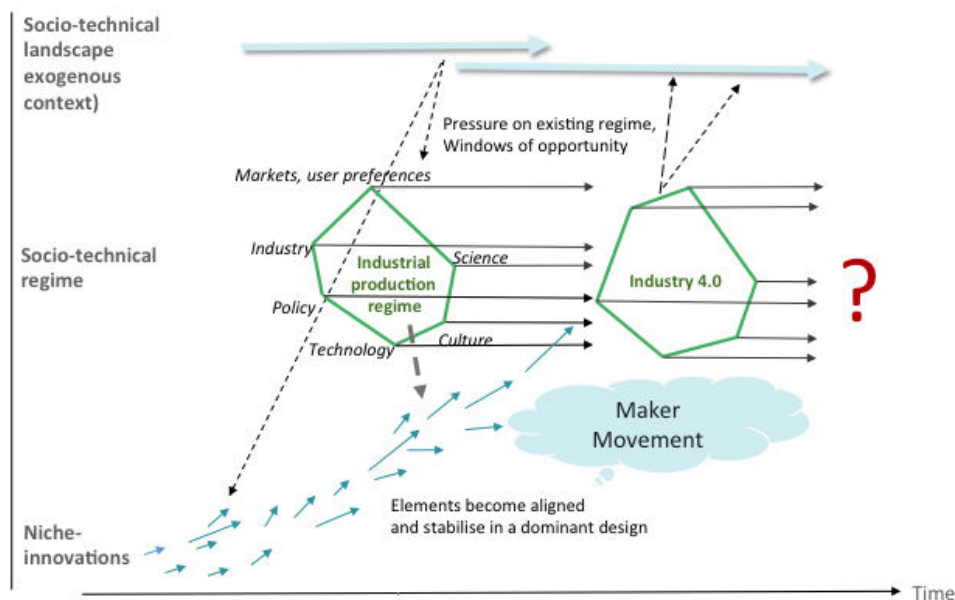 Socio-technical
landscape
exogenous
context)
Pressure on existing regime,
Windows of opportunity
Markets, user preferences
Socio-technical
regime
Industry
Science
Industrial
production
regime
Policy
Technology
Culture
Industry 4.0
?
Maker
Movement
Elements become aligned
and stabilise in a dominant design
Niche-
innovations
Time